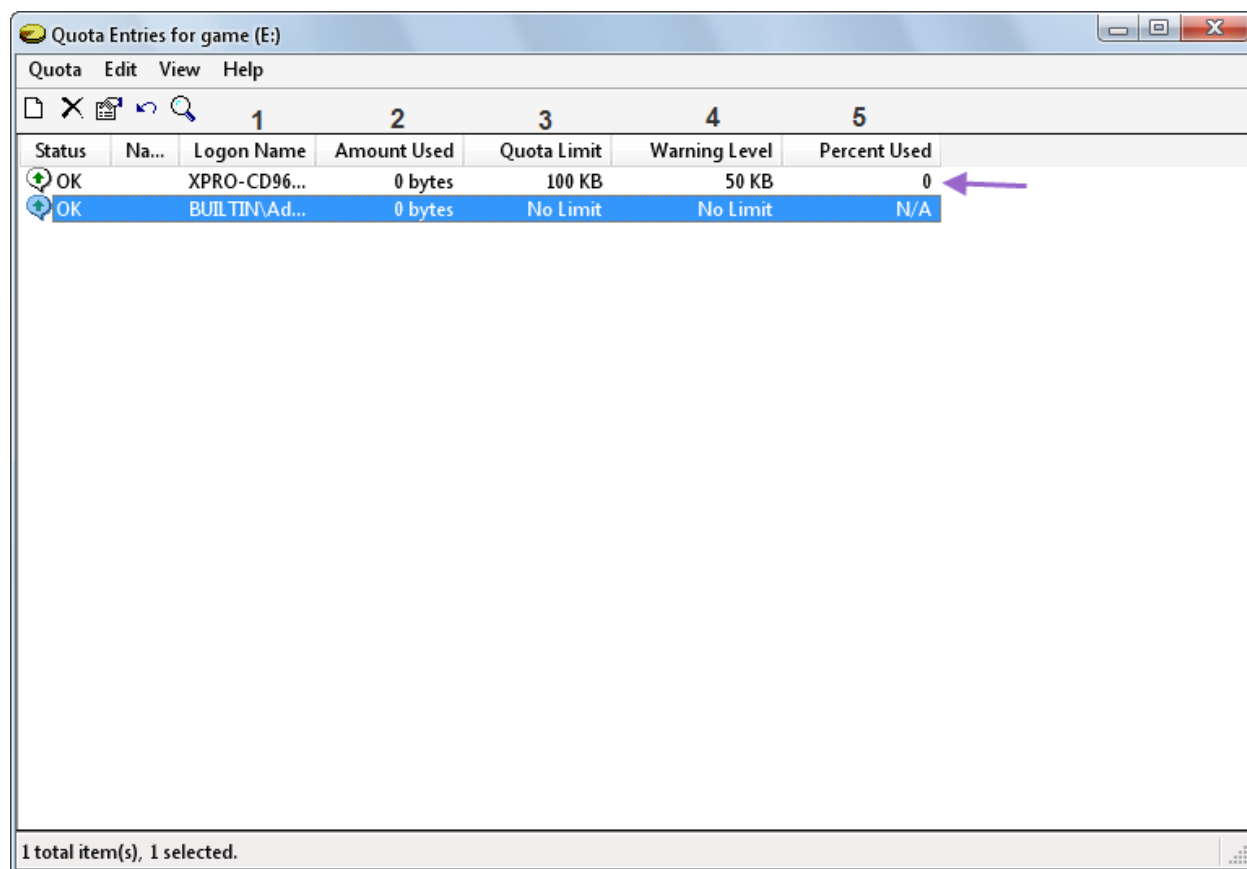 Quota Entries for game (E:)
Quota Edit View Help
1 2 3 4 5
Status Na... Logon Name Amount Used Quota Limit Warning Level Percent Used
OK XPRO-CD96... 0 bytes 100 KB 50 KB 0
OK BUILTIN\Ad... 0 bytes No Limit No Limit N/A
1 total item(s), 1 selected.